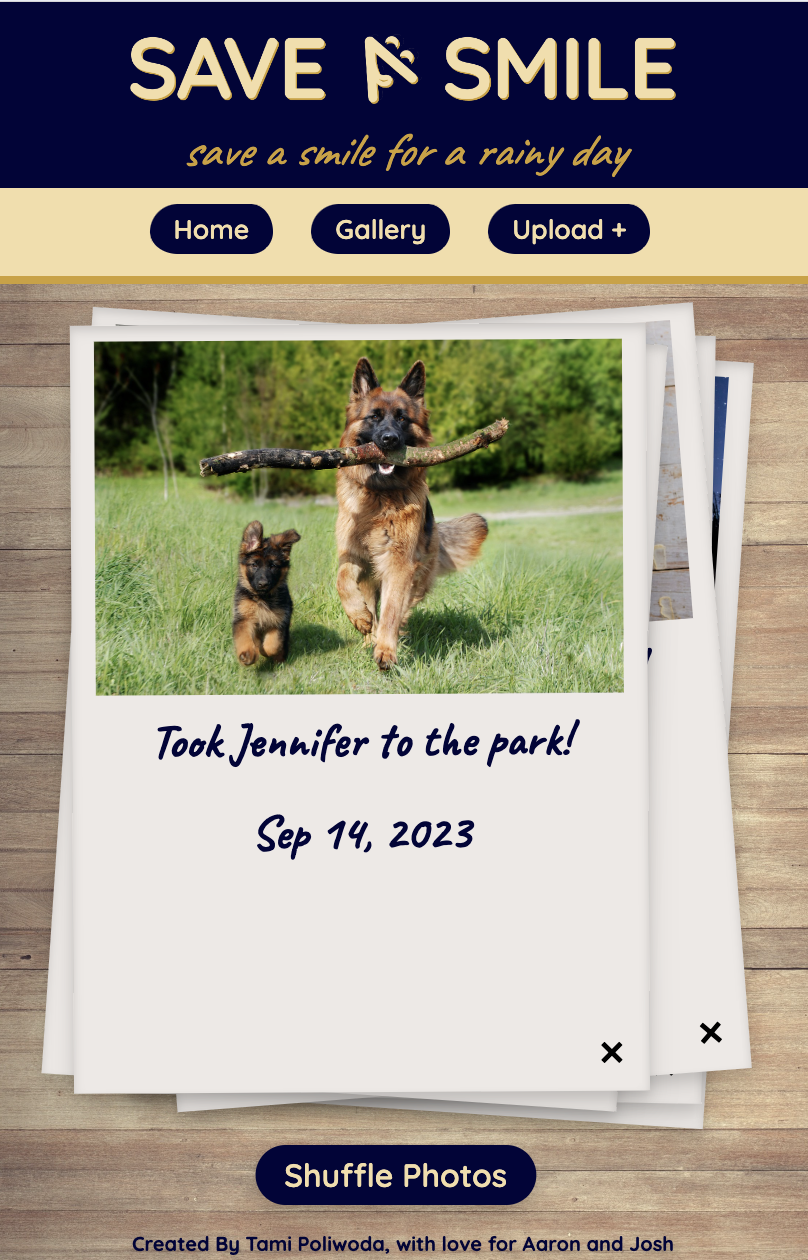 SAVE A SMILE
save a smile for a rainy day
Home Gallery Upload +
Took Jennifer to the park!
Sep 14, 2023
Shuffle Photos
Created By Tami Poliwoda, with love for Aaron and Josh